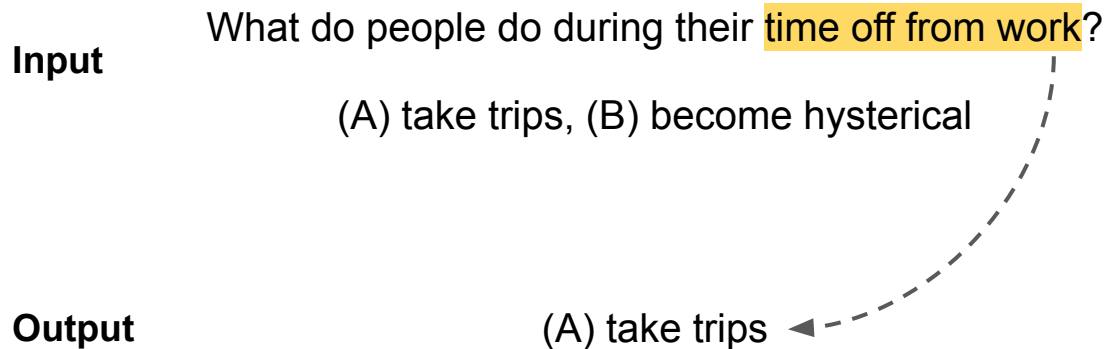 What do people do during their time off from work?
Input
(A) take trips, (B) become hysterical
Output
(A) take trips